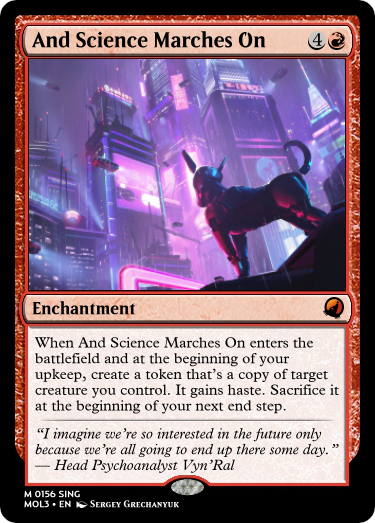 And Science Marches On 4
Enchantment
When And Science Marches On enters the
battlefield and at the beginning of your
upkeep, create a token that's a copy of target
creature you control. It gains haste. Sacrifice it
at the beginning of your next end step.
“I imagine we're so interested in the future only
because we're all going to end up there some day.”
— Head Psychoanalyst Vyn'Ral
M 0156 SING
MOL3 • EN Sergey Grechanyuk